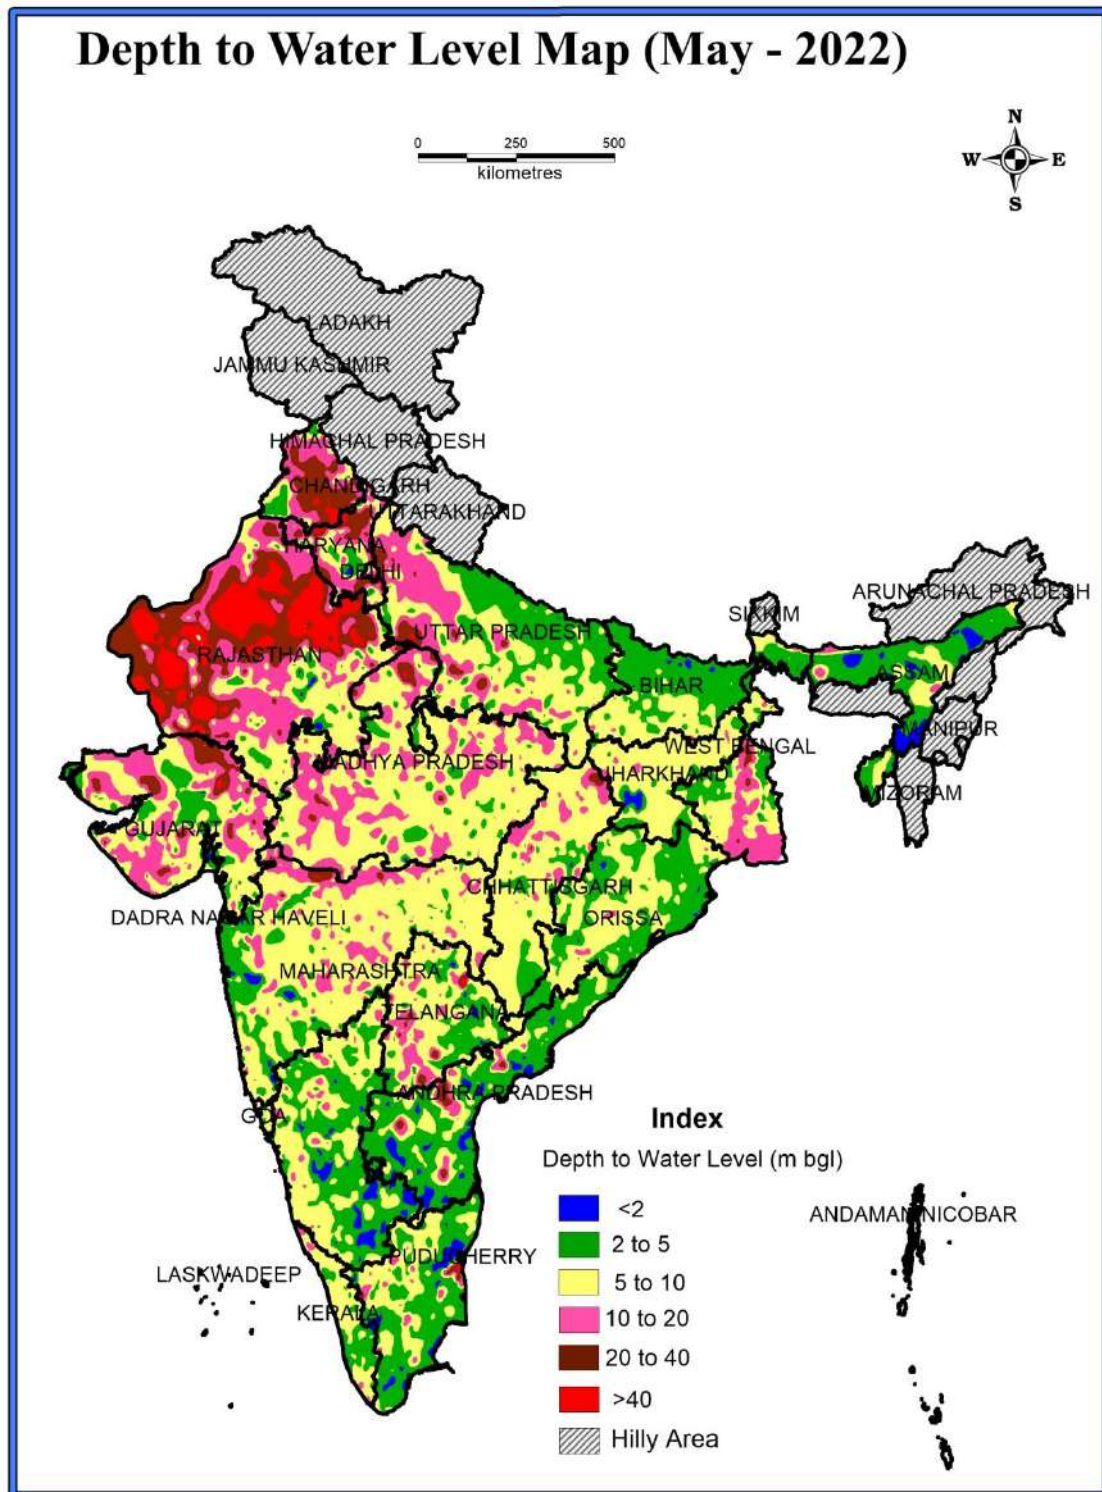 Depth to Water Level Map (May - 2022)
0 250 500
kilometres
N
W E
S
LADAKH
JAMMU KASHMIR
HIMACHAL PRADESH
CHANDIGARH
UTTARAKHAND
HARYANA
DELHI
ARUNACHAL PRADESH
SIKKIM
UTTAR PRADESH
RAJASTHAN
ASSAM
BIHAR
MANIPUR
WEST BENGAL
MADHYA PRADESH
JHARKHAND
MIZORAM
GUJARAT
CHHATTISGARH
DADRA NAGAR HAVELI
ORISSA
MAHARASHTRA
TELANGANA
ANDHRA PRADESH
GOA
Index
Depth to Water Level (m bgl)
<2
2 to 5
5 to 10
10 to 20
20 to 40
>40
Hilly Area
ANDAMAN NICOBAR
PUDUCHERRY
LASKWADEEP
KERALA